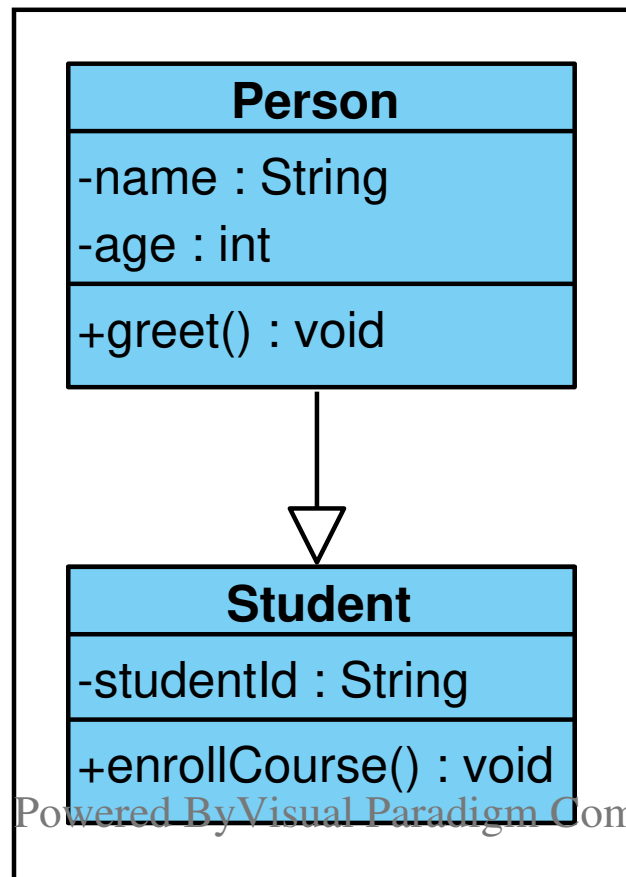 Person
-name : String
-age : int
+greet() : void
Student
-studentId : String
+enrollCourse() : void
Powered ByVisual Paradigm Com